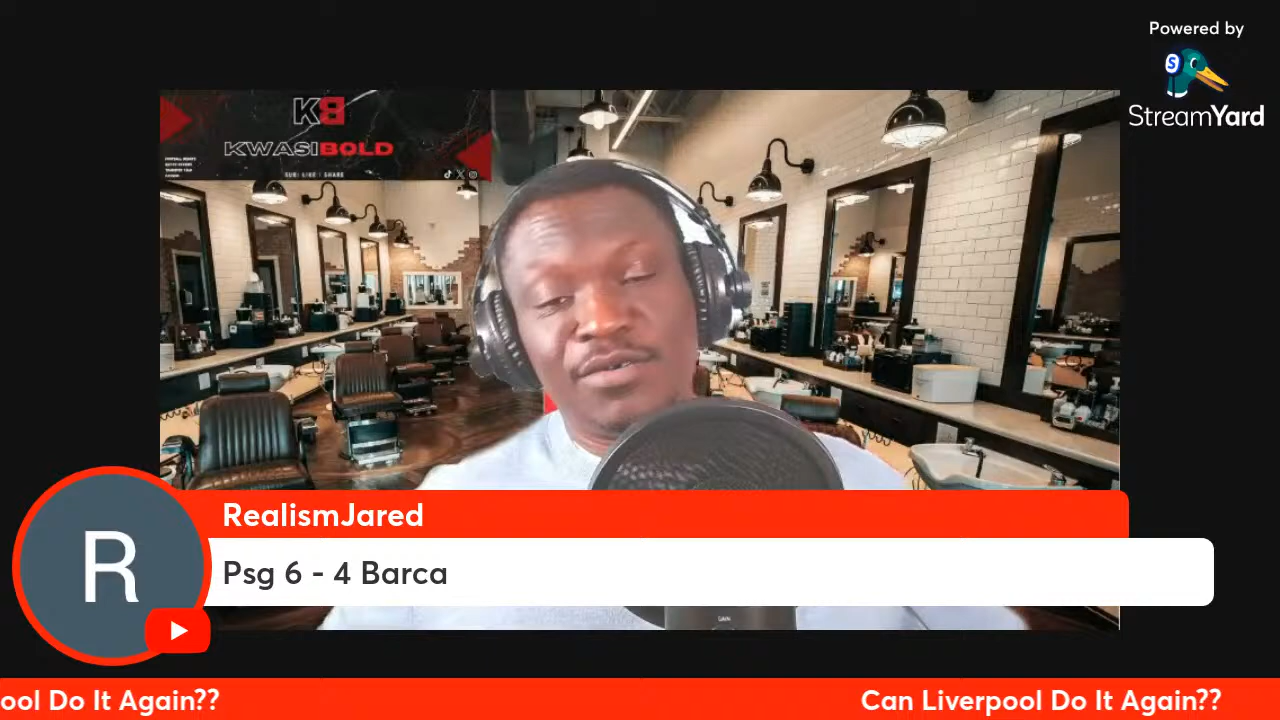 Powered by
S
StreamYard
KB
KWASIBOLD
SUB | LIKE | SHARE
RealismJared
Psg 6 - 4 Barca
R
GAIN
ool Do It Again??
Can Liverpool Do It Again??